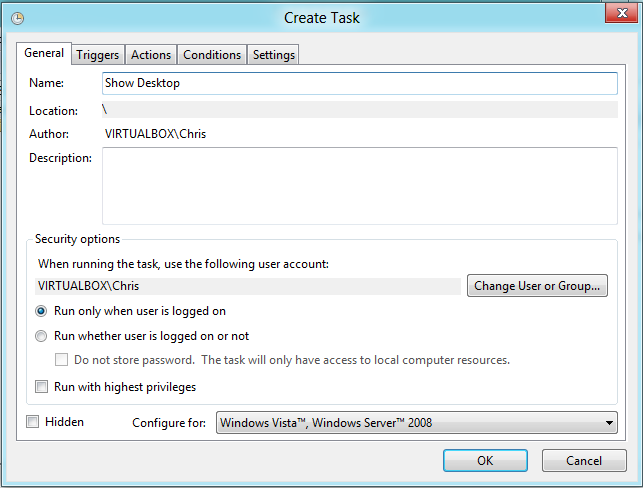 Create Task
General Triggers Actions Conditions Settings
Name: Show Desktop
Location: \
Author: VIRTUALBOX\Chris
Description:
Security options
When running the task, use the following user account:
VIRTUALBOX\Chris Change User or Group...
Run only when user is logged on
Run whether user is logged on or not
Do not store password. The task will only have access to local computer resources.
Run with highest privileges
Hidden Configure for: Windows Vista™, Windows Server™ 2008
OK Cancel